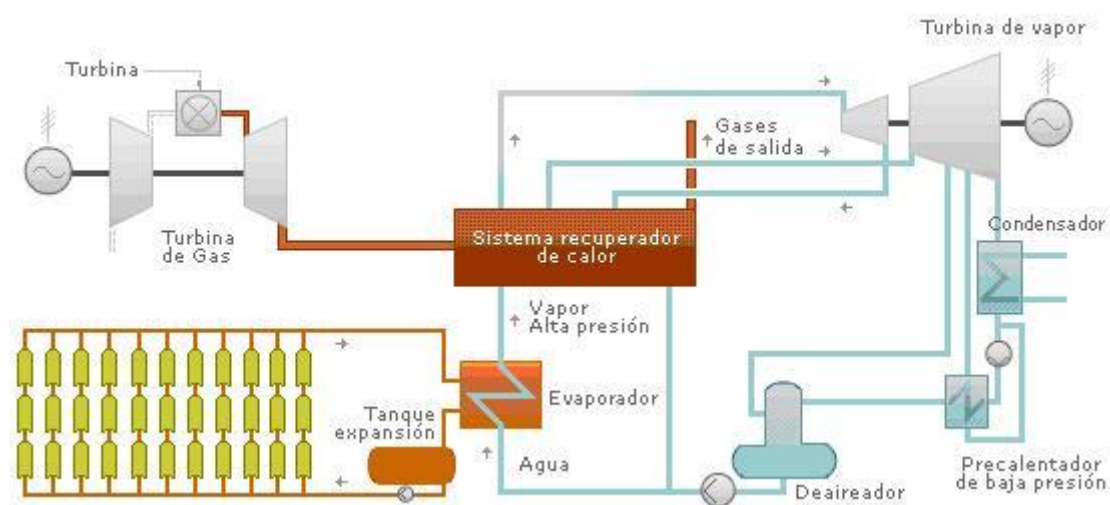 Turbina de vapor
Turbina
Gases
de salida
Turbina
de Gas
Sistema recuperador
de calor
Condensador
Vapor
Alta presión
Evaporador
Tanque
expansión
Agua
Deaireador
Precalentador
de baja presión